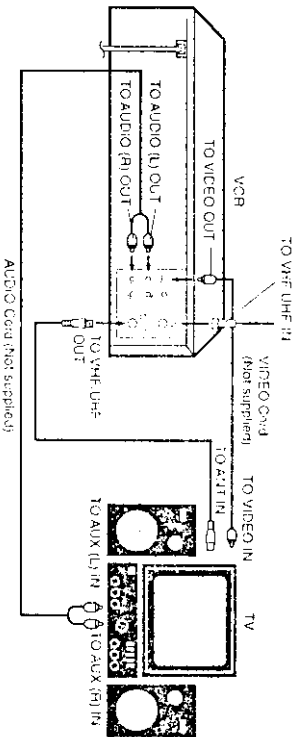 TO VHF UHF IN
VCR
VIDEO Cord
(Not supplied)
TO VIDEO IN
TV
TO VIDEO OUT
TO ANT IN
TO AUDIO (L) OUT
TO AUDIO (R) OUT
TO VHF UHF
OUT
TO AUX (L) IN
TO AUX (R) IN
AUDIO Cord (Not supplied)